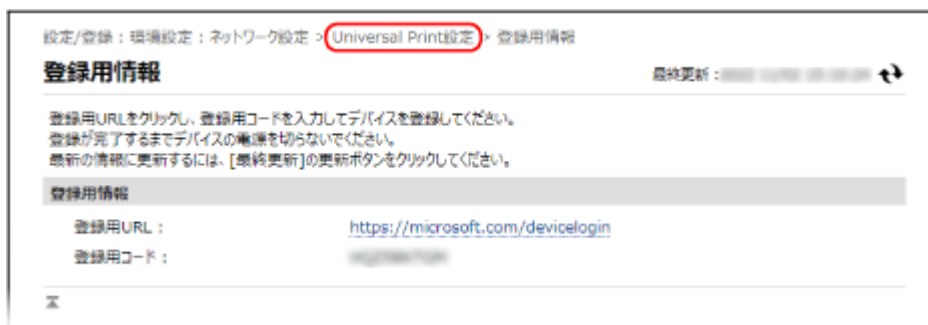 設定/登録 : 環境設定 : ネットワーク設定 > Universal Print設定 > 登録用情報
登録用情報
最終更新 :
登録用URLをクリックし、登録用コードを入力してデバイスを登録してください。
登録が完了するまでデバイスの電源を切らないでください。
最新の情報に更新するには、[最終更新]の更新ボタンをクリックしてください。
登録用情報
登録用URL : https://microsoft.com/devicelogin
登録用コード :